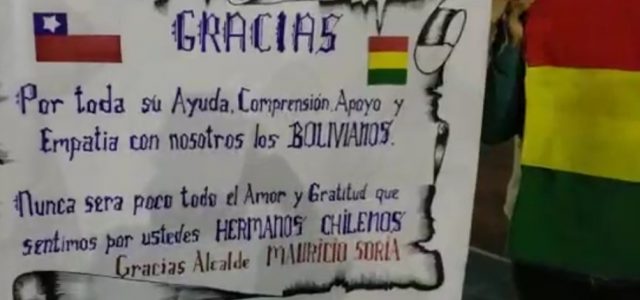 GRACIAS
Por toda su Ayuda, Comprensión, Apoyo y
Empatia con nosotros los BOLIVIANOS.
Nunca sera poco todo el Amor y Gratitud que
sentimos por ustedes HERMANOS CHILENOS
Gracias Alcalde MAURICIO SORIA